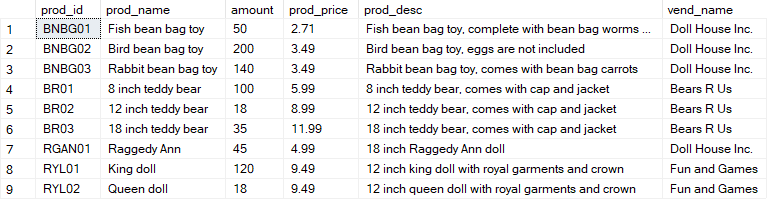 prod_id prod_name amount prod_price prod_desc vend_name
1 BNBG01 Fish bean bag toy 50 2.71 Fish bean bag toy, complete with bean bag worms ... Doll House Inc.
2 BNBG02 Bird bean bag toy 200 3.49 Bird bean bag toy, eggs are not included Doll House Inc.
3 BNBG03 Rabbit bean bag toy 140 3.49 Rabbit bean bag toy, comes with bean bag carrots Doll House Inc.
4 BR01 8 inch teddy bear 100 5.99 8 inch teddy bear, comes with cap and jacket Bears R Us
5 BR02 12 inch teddy bear 18 8.99 12 inch teddy bear, comes with cap and jacket Bears R Us
6 BR03 18 inch teddy bear 35 11.99 18 inch teddy bear, comes with cap and jacket Bears R Us
7 RGAN01 Raggedy Ann 45 4.99 18 inch Raggedy Ann doll Doll House Inc.
8 RYL01 King doll 120 9.49 12 inch king doll with royal garments and crown Fun and Games
9 RYL02 Queen doll 18 9.49 12 inch queen doll with royal garments and crown Fun and Games